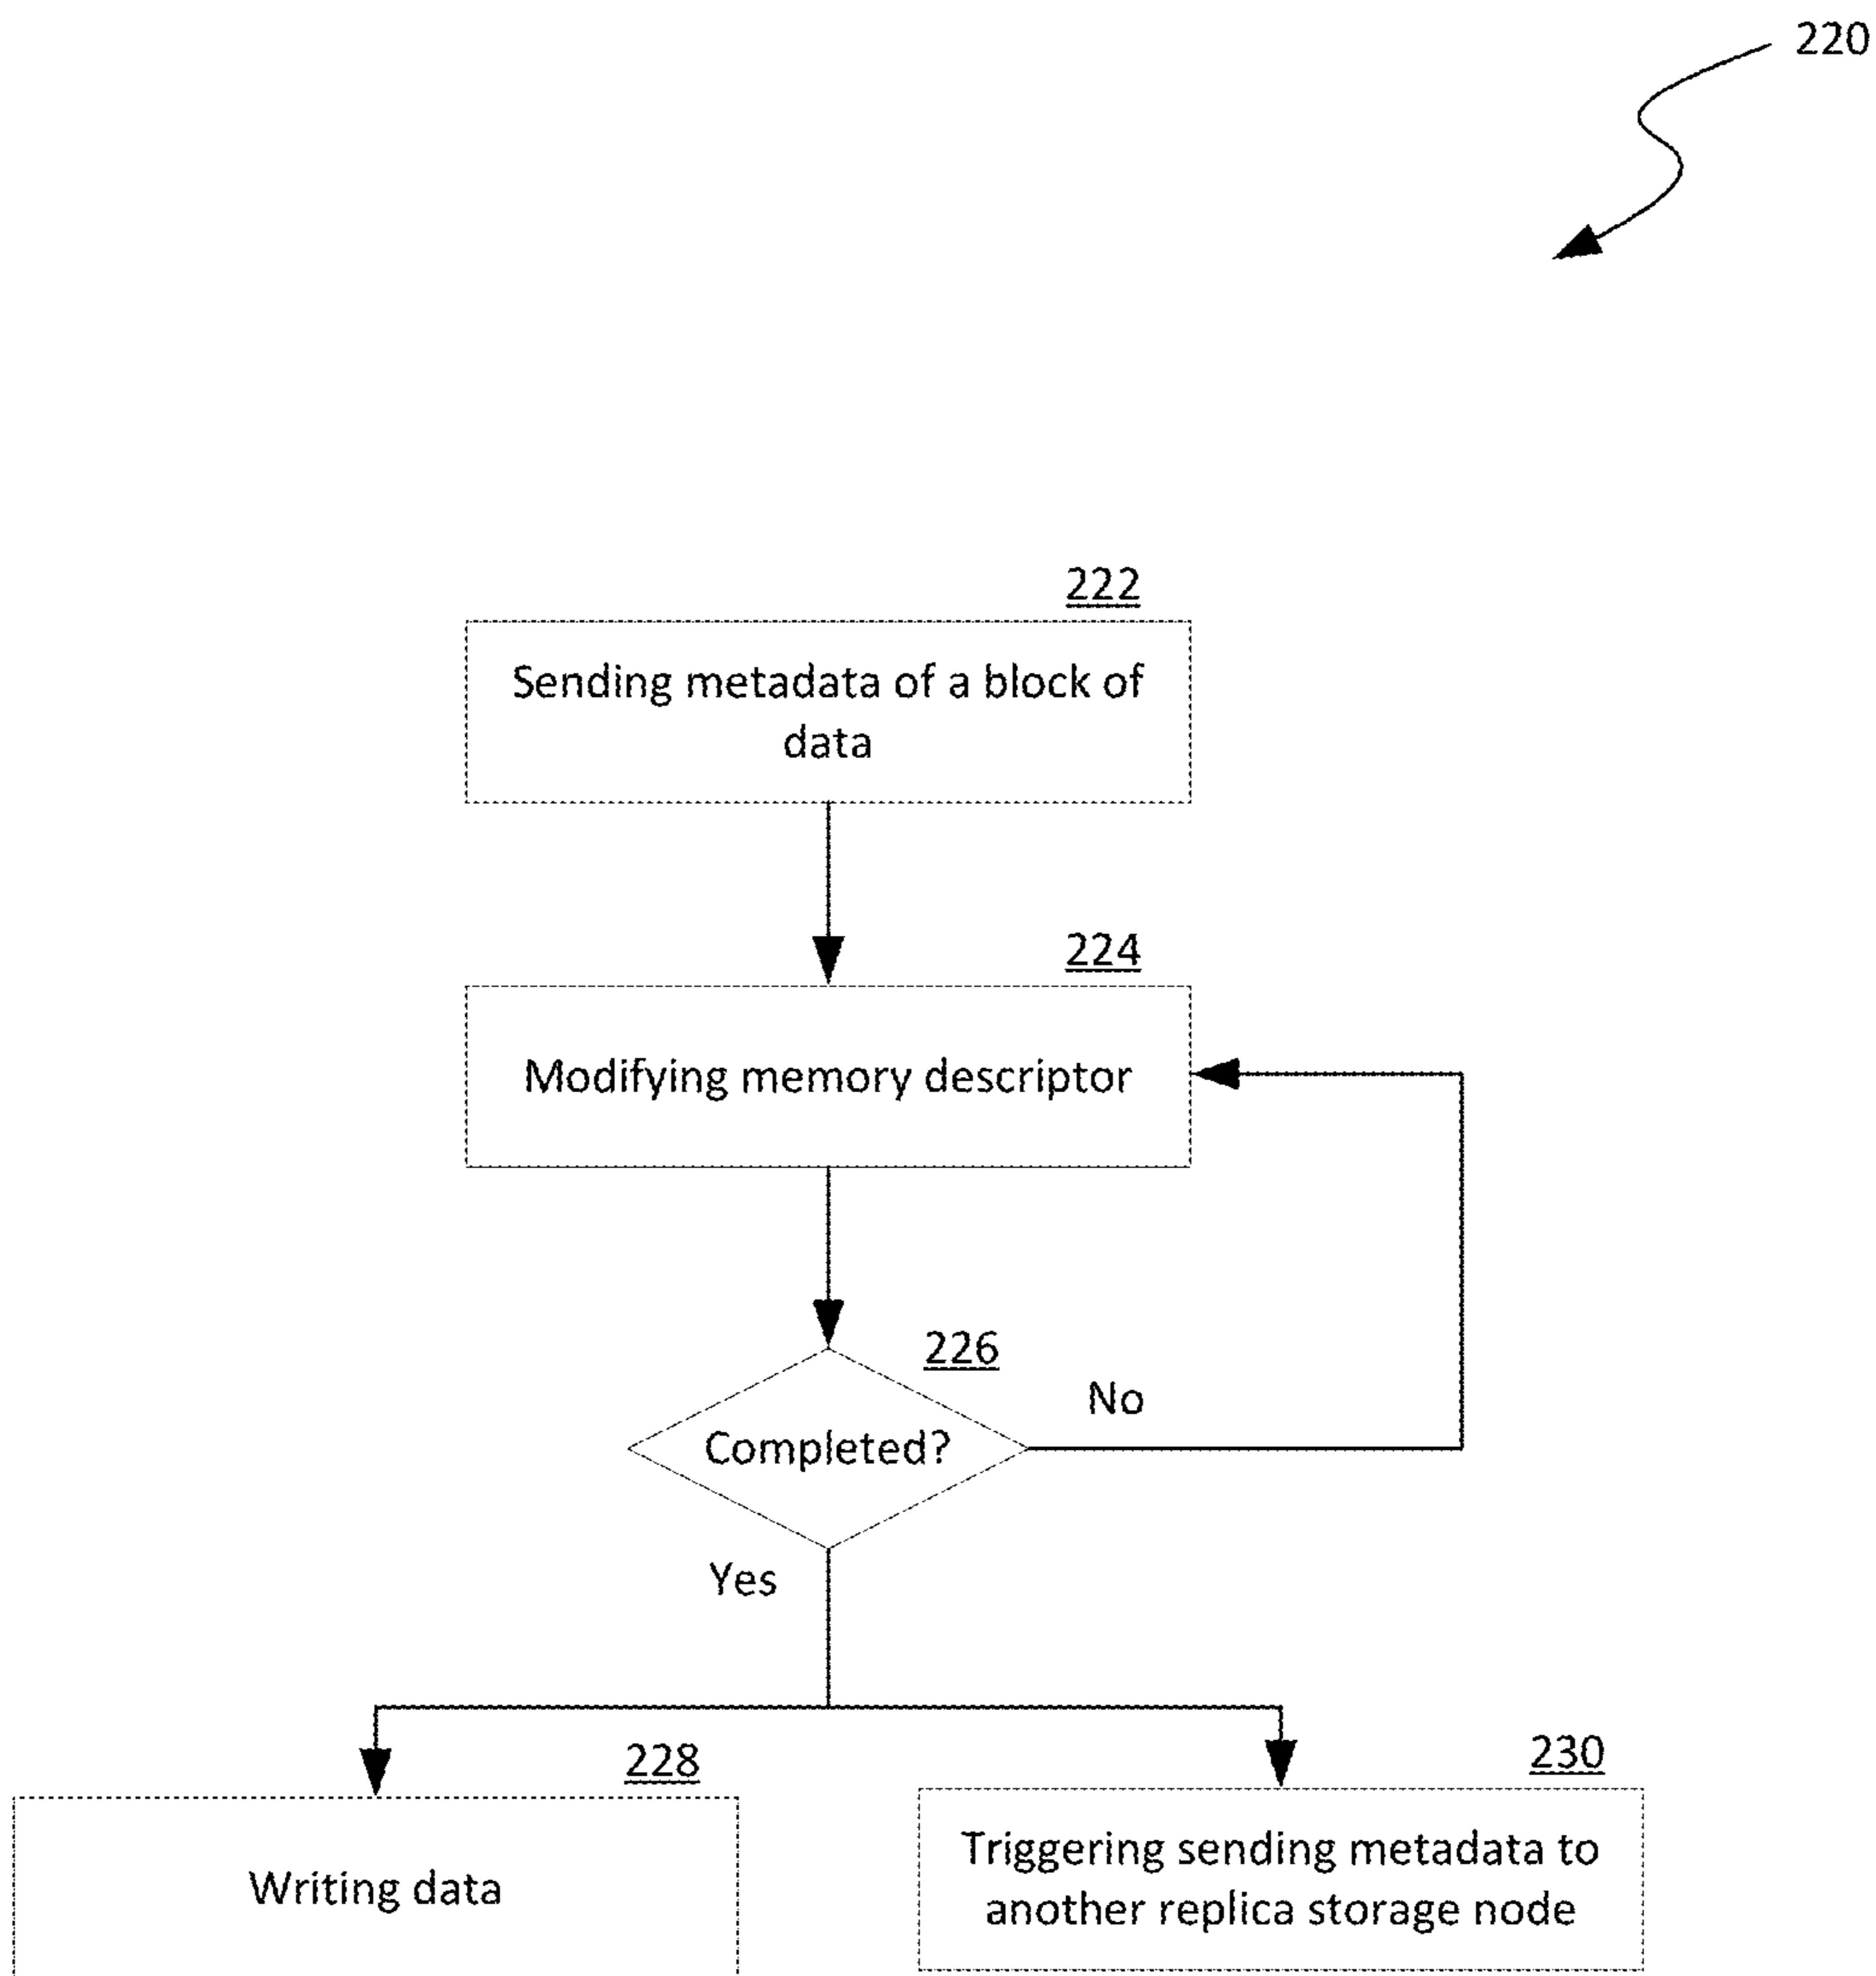 220
222
Sending metadata of a block of
data
224
Modifying memory descriptor
226
Completed?
No
Yes
228
Writing data
230
Triggering sending metadata to
another replica storage node